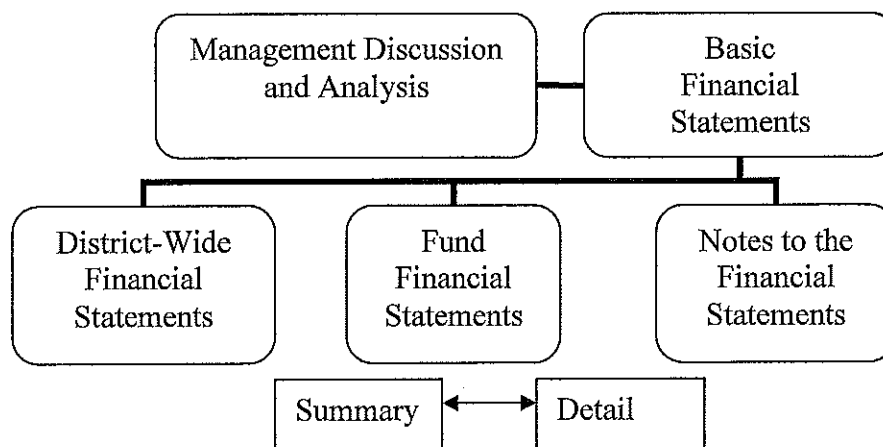 Management Discussion
and Analysis
Basic
Financial
Statements
District-Wide
Financial
Statements
Fund
Financial
Statements
Notes to the
Financial
Statements
Summary
Detail